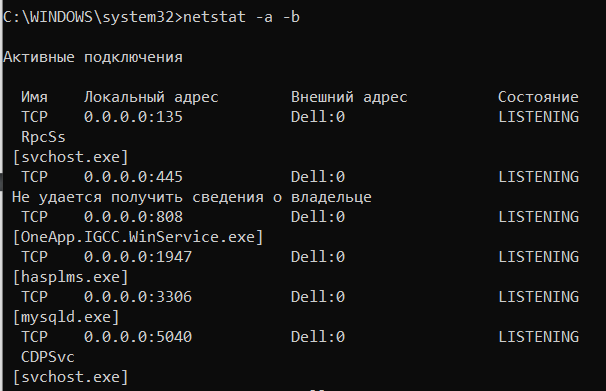 C:\WINDOWS\system32>netstat -a -b
Активные подключения
Имя Локальный адрес Внешний адрес Состояние
TCP 0.0.0.0:135 Dell:0 LISTENING
RpcSs
[svchost.exe]
TCP 0.0.0.0:445 Dell:0 LISTENING
Не удается получить сведения о владельце
TCP 0.0.0.0:808 Dell:0 LISTENING
[OneApp.IGCC.WinService.exe]
TCP 0.0.0.0:1947 Dell:0 LISTENING
[hasplms.exe]
TCP 0.0.0.0:3306 Dell:0 LISTENING
[mysqld.exe]
TCP 0.0.0.0:5040 Dell:0 LISTENING
CDPSvc
[svchost.exe]